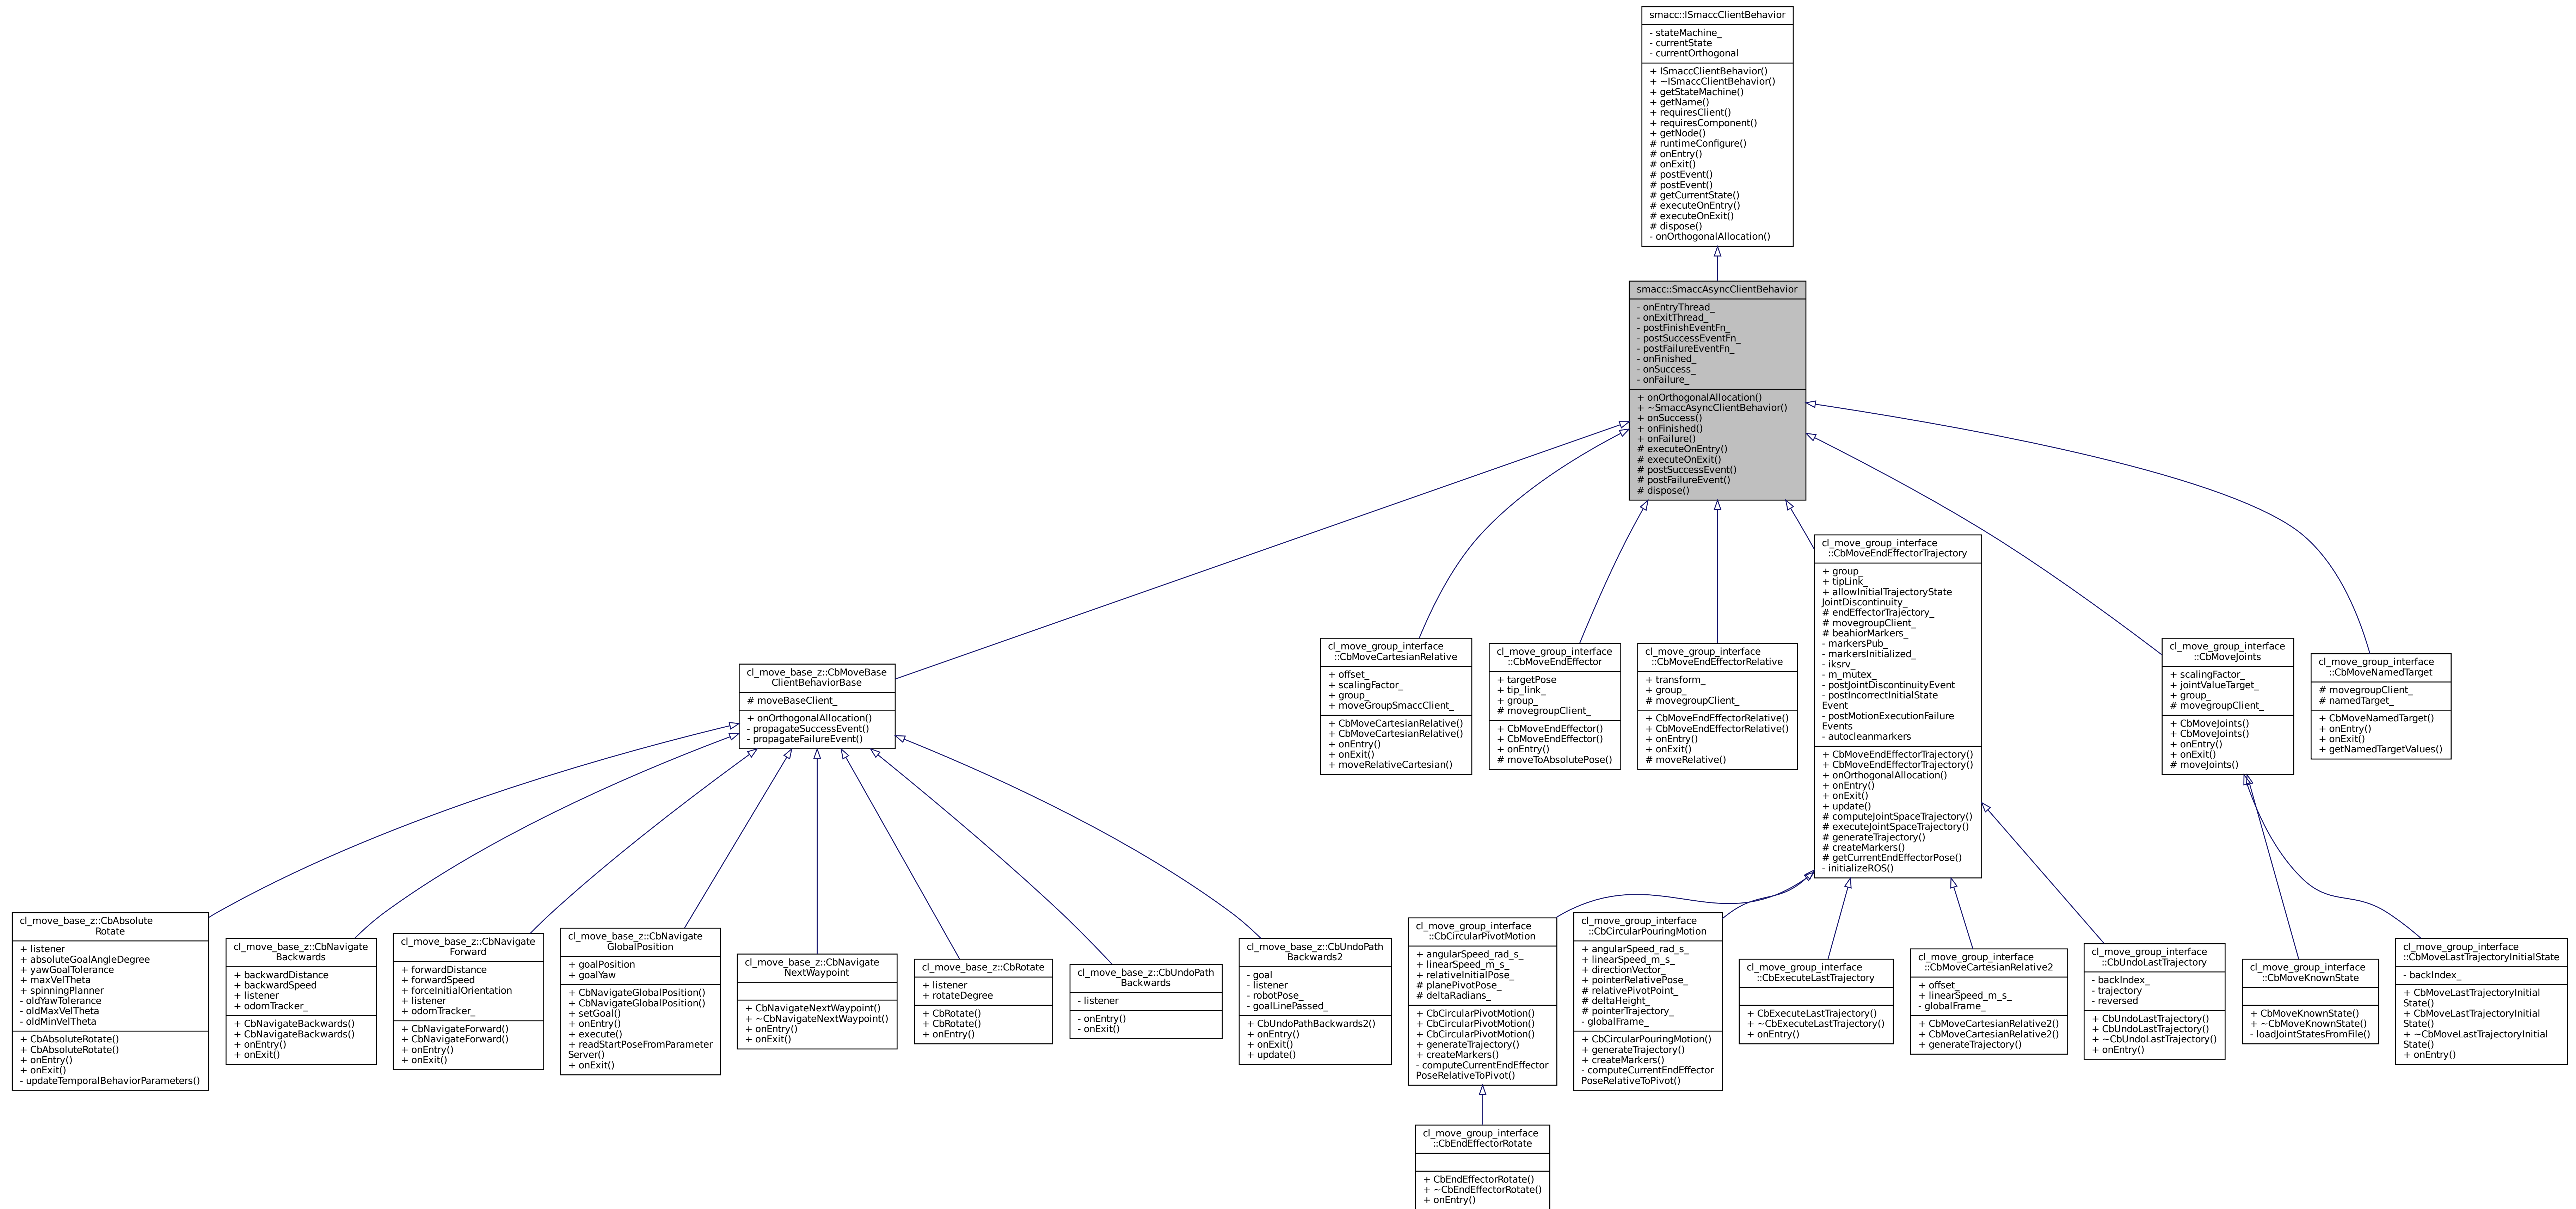 smacc::ISmaccClientBehavior
- stateMachine_
- currentState
- currentOrthogonal
+ ISmaccClientBehavior()
+ ~ISmaccClientBehavior()
+ getStateMachine()
+ getName()
+ requiresClient()
+ requiresComponent()
+ getNode()
# runtimeConfigure()
# onEntry()
# onExit()
# postEvent()
# postEvent()
# getCurrentState()
# executeOnEntry()
# executeOnExit()
# dispose()
- onOrthogonalAllocation()
smacc::SmaccAsyncClientBehavior
- onEntryThread_
- onExitThread_
- postFinishEventFn_
- postSuccessEventFn_
- postFailureEventFn_
- onFinished_
- onSuccess_
- onFailure_
+ onOrthogonalAllocation()
+ ~SmaccAsyncClientBehavior()
+ onSuccess()
+ onFinished()
+ onFailure()
# executeOnEntry()
# executeOnExit()
# postSuccessEvent()
# postFailureEvent()
# dispose()
cl_move_base_z::CbMoveBase
ClientBehaviorBase
# moveBaseClient_
+ onOrthogonalAllocation()
- propagateSuccessEvent()
- propagateFailureEvent()
cl_move_group_interface
::CbMoveCartesianRelative
+ offset_
+ scalingFactor_
+ group_
+ moveGroupSmaccClient_
+ CbMoveCartesianRelative()
+ CbMoveCartesianRelative()
+ onEntry()
+ onExit()
+ moveRelativeCartesian()
cl_move_group_interface
::CbMoveEndEffector
+ targetPose
+ tip_link_
+ group_
# movegroupClient_
+ CbMoveEndEffector()
+ CbMoveEndEffector()
+ onEntry()
# moveToAbsolutePose()
cl_move_group_interface
::CbMoveEndEffectorRelative
+ transform_
+ group_
# movegroupClient_
+ CbMoveEndEffectorRelative()
+ CbMoveEndEffectorRelative()
+ onEntry()
+ onExit()
# moveRelative()
cl_move_group_interface
::CbMoveEndEffectorTrajectory
+ group_
+ tipLink_
+ allowInitialTrajectoryState
JointDiscontinuity_
# endEffectorTrajectory_
# movegroupClient_
# beahiorMarkers_
- markersPub_
- markersInitialized_
- iksrv_
- m_mutex_
- postJointDiscontinuityEvent
- postIncorrectInitialState
Event
- postMotionExecutionFailure
Events
- autocleanmarkers
+ CbMoveEndEffectorTrajectory()
+ CbMoveEndEffectorTrajectory()
+ onOrthogonalAllocation()
+ onEntry()
+ onExit()
+ update()
# computeJointSpaceTrajectory()
# executeJointSpaceTrajectory()
# generateTrajectory()
# createMarkers()
# getCurrentEndEffectorPose()
- initializeROS()
cl_move_group_interface
::CbMoveJoints
+ scalingFactor_
+ jointValueTarget_
+ group_
# movegroupClient_
+ CbMoveJoints()
+ CbMoveJoints()
+ onEntry()
+ onExit()
# moveJoints()
cl_move_group_interface
::CbMoveNamedTarget
# movegroupClient_
# namedTarget_
+ CbMoveNamedTarget()
+ onEntry()
+ onExit()
+ getNamedTargetValues()
cl_move_base_z::CbAbsolute
Rotate
+ listener
+ absoluteGoalAngleDegree
+ yawGoalTolerance
+ maxVelTheta
+ spinningPlanner
- oldYawTolerance
- oldMaxVelTheta
- oldMinVelTheta
+ CbAbsoluteRotate()
+ CbAbsoluteRotate()
+ onEntry()
+ onExit()
- updateTemporalBehaviorParameters()
cl_move_base_z::CbNavigate
Backwards
+ backwardDistance
+ backwardSpeed
+ listener
+ odomTracker_
+ CbNavigateBackwards()
+ CbNavigateBackwards()
+ onEntry()
+ onExit()
cl_move_base_z::CbNavigate
Forward
+ forwardDistance
+ forwardSpeed
+ forceInitialOrientation
+ listener
+ odomTracker_
+ CbNavigateForward()
+ CbNavigateForward()
+ onEntry()
+ onExit()
cl_move_base_z::CbNavigate
GlobalPosition
+ goalPosition
+ goalYaw
+ CbNavigateGlobalPosition()
+ CbNavigateGlobalPosition()
+ setGoal()
+ onEntry()
+ execute()
+ readStartPoseFromParameter
Server()
+ onExit()
cl_move_base_z::CbNavigate
NextWaypoint
+ CbNavigateNextWaypoint()
+ ~CbNavigateNextWaypoint()
+ onEntry()
+ onExit()
cl_move_base_z::CbRotate
+ listener
+ rotateDegree
+ CbRotate()
+ CbRotate()
+ onEntry()
cl_move_base_z::CbUndoPath
Backwards
- listener
- onEntry()
- onExit()
cl_move_base_z::CbUndoPath
Backwards2
- goal
- listener
- robotPose_
- goalLinePassed_
+ CbUndoPathBackwards2()
+ onEntry()
+ onExit()
+ update()
cl_move_group_interface
::CbCircularPivotMotion
+ angularSpeed_rad_s_
+ linearSpeed_m_s_
+ relativeInitialPose_
# planePivotPose_
# deltaRadians_
+ CbCircularPivotMotion()
+ CbCircularPivotMotion()
+ CbCircularPivotMotion()
+ generateTrajectory()
+ createMarkers()
- computeCurrentEndEffector
PoseRelativeToPivot()
cl_move_group_interface
::CbCircularPouringMotion
+ angularSpeed_rad_s_
+ linearSpeed_m_s_
+ directionVector_
+ pointerRelativePose_
# relativePivotPoint_
# deltaHeight_
# pointerTrajectory_
- globalFrame_
+ CbCircularPouringMotion()
+ generateTrajectory()
+ createMarkers()
- computeCurrentEndEffector
PoseRelativeToPivot()
cl_move_group_interface
::CbExecuteLastTrajectory
+ CbExecuteLastTrajectory()
+ ~CbExecuteLastTrajectory()
+ onEntry()
cl_move_group_interface
::CbMoveCartesianRelative2
+ offset_
+ linearSpeed_m_s_
- globalFrame_
+ CbMoveCartesianRelative2()
+ CbMoveCartesianRelative2()
+ generateTrajectory()
cl_move_group_interface
::CbUndoLastTrajectory
- backIndex_
- trajectory
- reversed
+ CbUndoLastTrajectory()
+ CbUndoLastTrajectory()
+ ~CbUndoLastTrajectory()
+ onEntry()
cl_move_group_interface
::CbMoveKnownState
+ CbMoveKnownState()
+ ~CbMoveKnownState()
- loadJointStatesFromFile()
cl_move_group_interface
::CbMoveLastTrajectoryInitialState
- backIndex_
+ CbMoveLastTrajectoryInitial
State()
+ CbMoveLastTrajectoryInitial
State()
+ ~CbMoveLastTrajectoryInitial
State()
+ onEntry()
cl_move_group_interface
::CbEndEffectorRotate
+ CbEndEffectorRotate()
+ ~CbEndEffectorRotate()
+ onEntry()